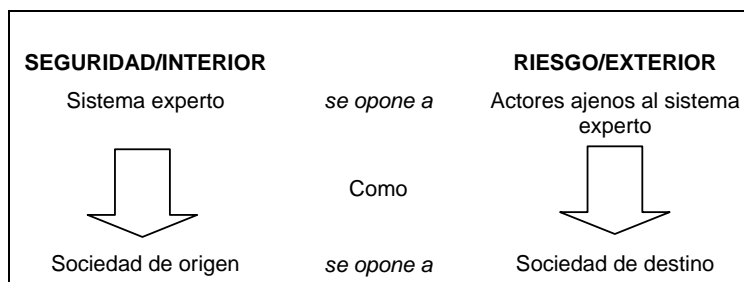 SEGURIDAD/INTERIOR
RIESGO/EXTERIOR
Sistema experto
se opone a
Actores ajenos al sistema
experto
Como
Sociedad de origen
se opone a
Sociedad de destino